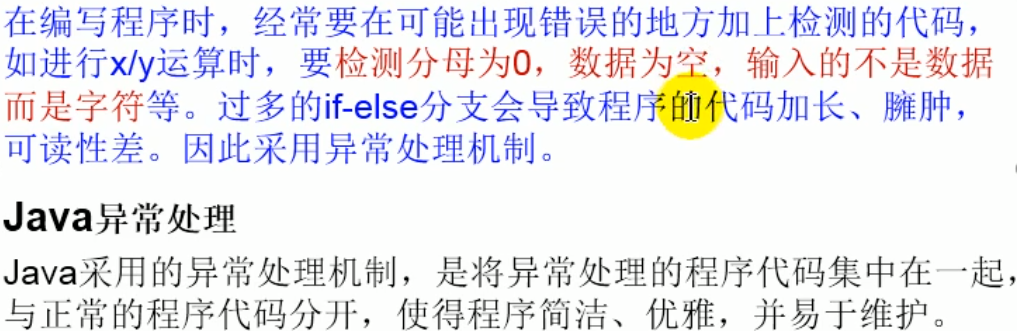 在编写程序时，经常要在可能出现错误的地方加上检测的代码，
如进行x/y运算时，要检测分母为0，数据为空，输入的不是数据
而是字符等。过多的if-else分支会导致程序的代码加长、臃肿，
可读性差。因此采用异常处理机制。
Java异常处理
Java采用的异常处理机制，是将异常处理的程序代码集中在一起，
与正常的程序代码分开，使得程序简洁、优雅，并易于维护。